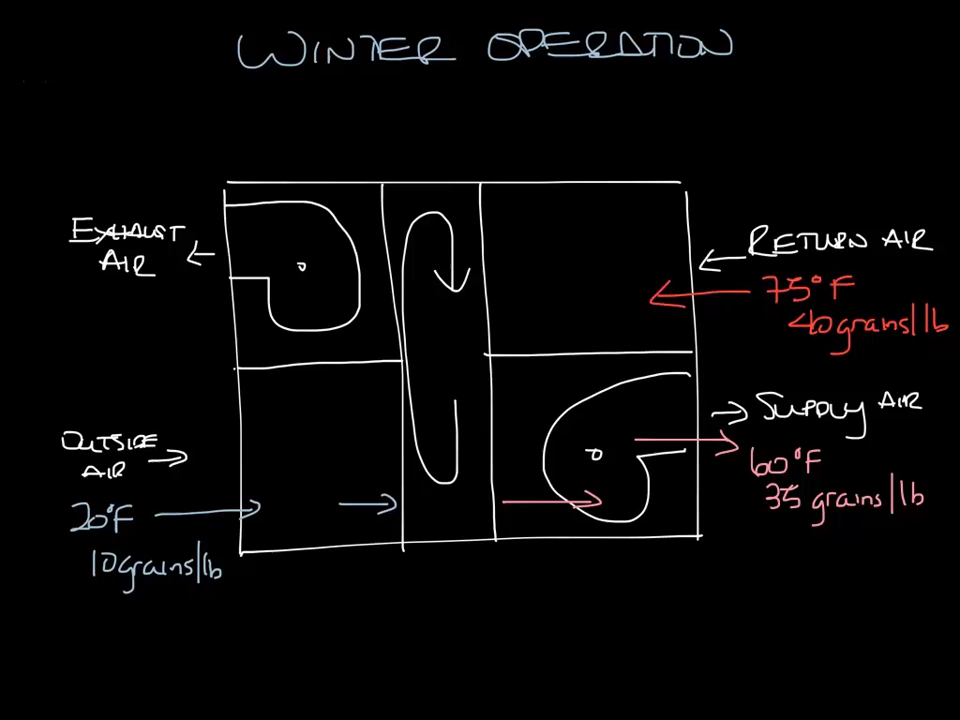 WINTER OPERATION
EXHAUST
AIR
RETURN AIR
75°F
40 grains/lb
SUPPLY AIR
60°F
35 grains/lb
OUTSIDE
AIR
20°F
10 grains/lb